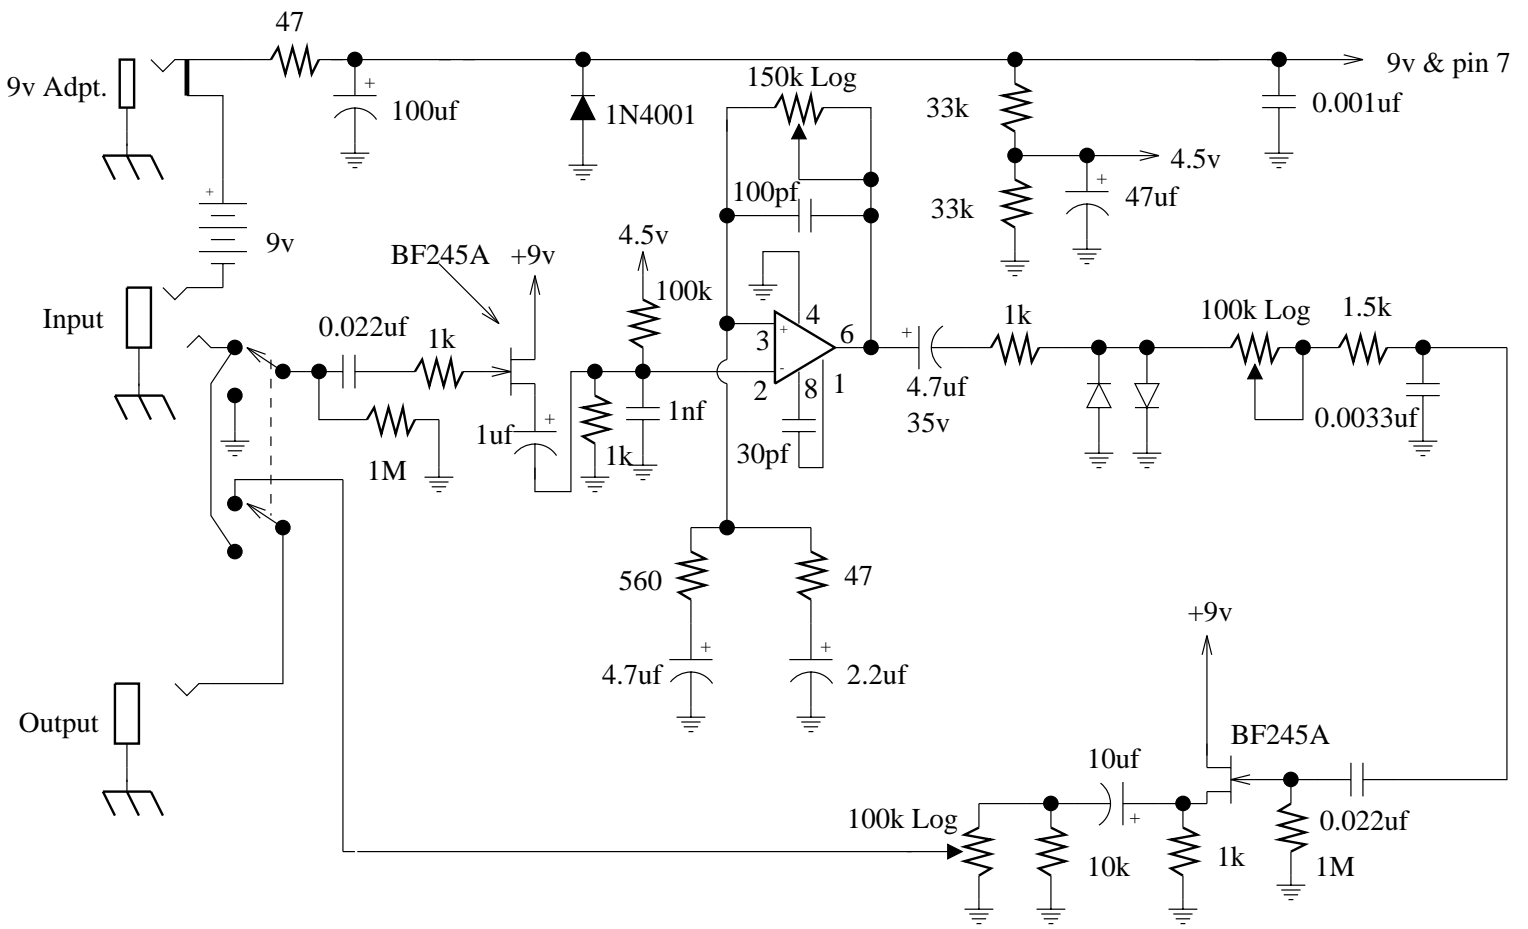 47
9v Adpt.
+
100uf
1N4001
150k Log
33k
9v & pin 7
0.001uf
4.5v
+
47uf
33k
100pf
+
9v
BF245A
+9v
4.5v
100k
Input
0.022uf
1k
3
+
4
6
2
-
8
1
+
4.7uf
35v
1k
100k Log
1.5k
0.0033uf
1M
+
1uf
1k
1nf
30pf
560
47
+
4.7uf
+
2.2uf
+9v
Output
BF245A
10uf
+
100k Log
10k
1k
0.022uf
1M